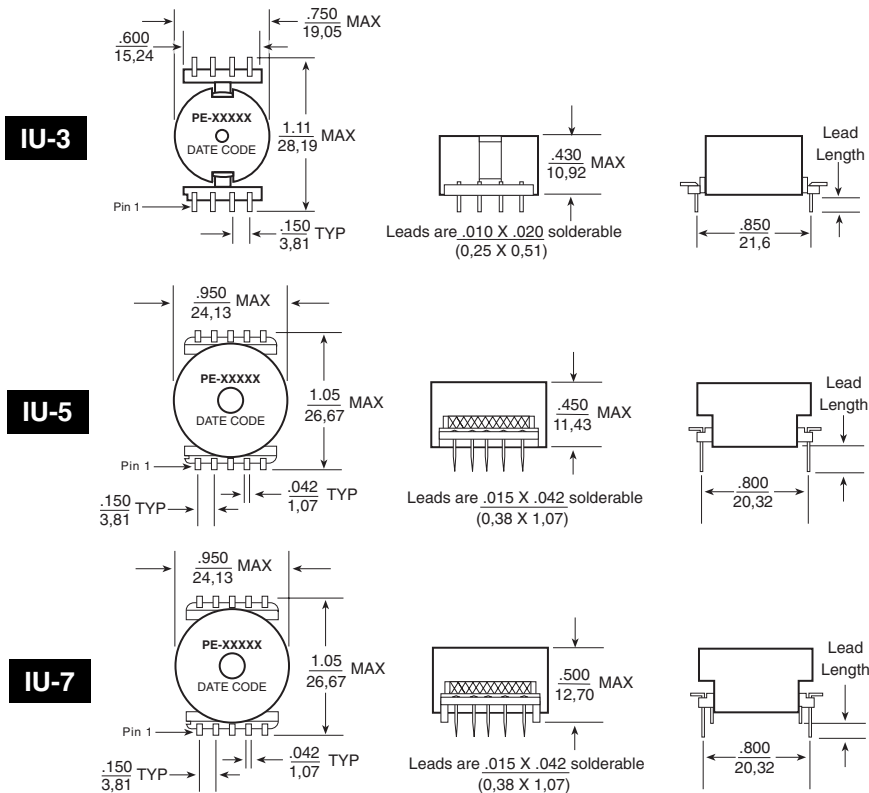 IU-3
.750
19,05
MAX
.600
15,24
PE-XXXXX
DATE CODE
1.11
28,19
MAX
Pin 1
.150
3,81
TYP
.430
10,92
MAX
Leads are .010 X .020 solderable
(0,25 X 0,51)
Lead
Length
.850
21,6
IU-5
.950
24,13
MAX
PE-XXXXX
DATE CODE
1.05
26,67
MAX
Pin 1
.150
3,81
TYP
.042
1,07
TYP
.450
11,43
MAX
Leads are .015 X .042 solderable
(0,38 X 1,07)
Lead
Length
.800
20,32
IU-7
.950
24,13
MAX
PE-XXXXX
DATE CODE
1.05
26,67
MAX
Pin 1
.150
3,81
TYP
.042
1,07
TYP
.500
12,70
MAX
Leads are .015 X .042 solderable
(0,38 X 1,07)
Lead
Length
.800
20,32